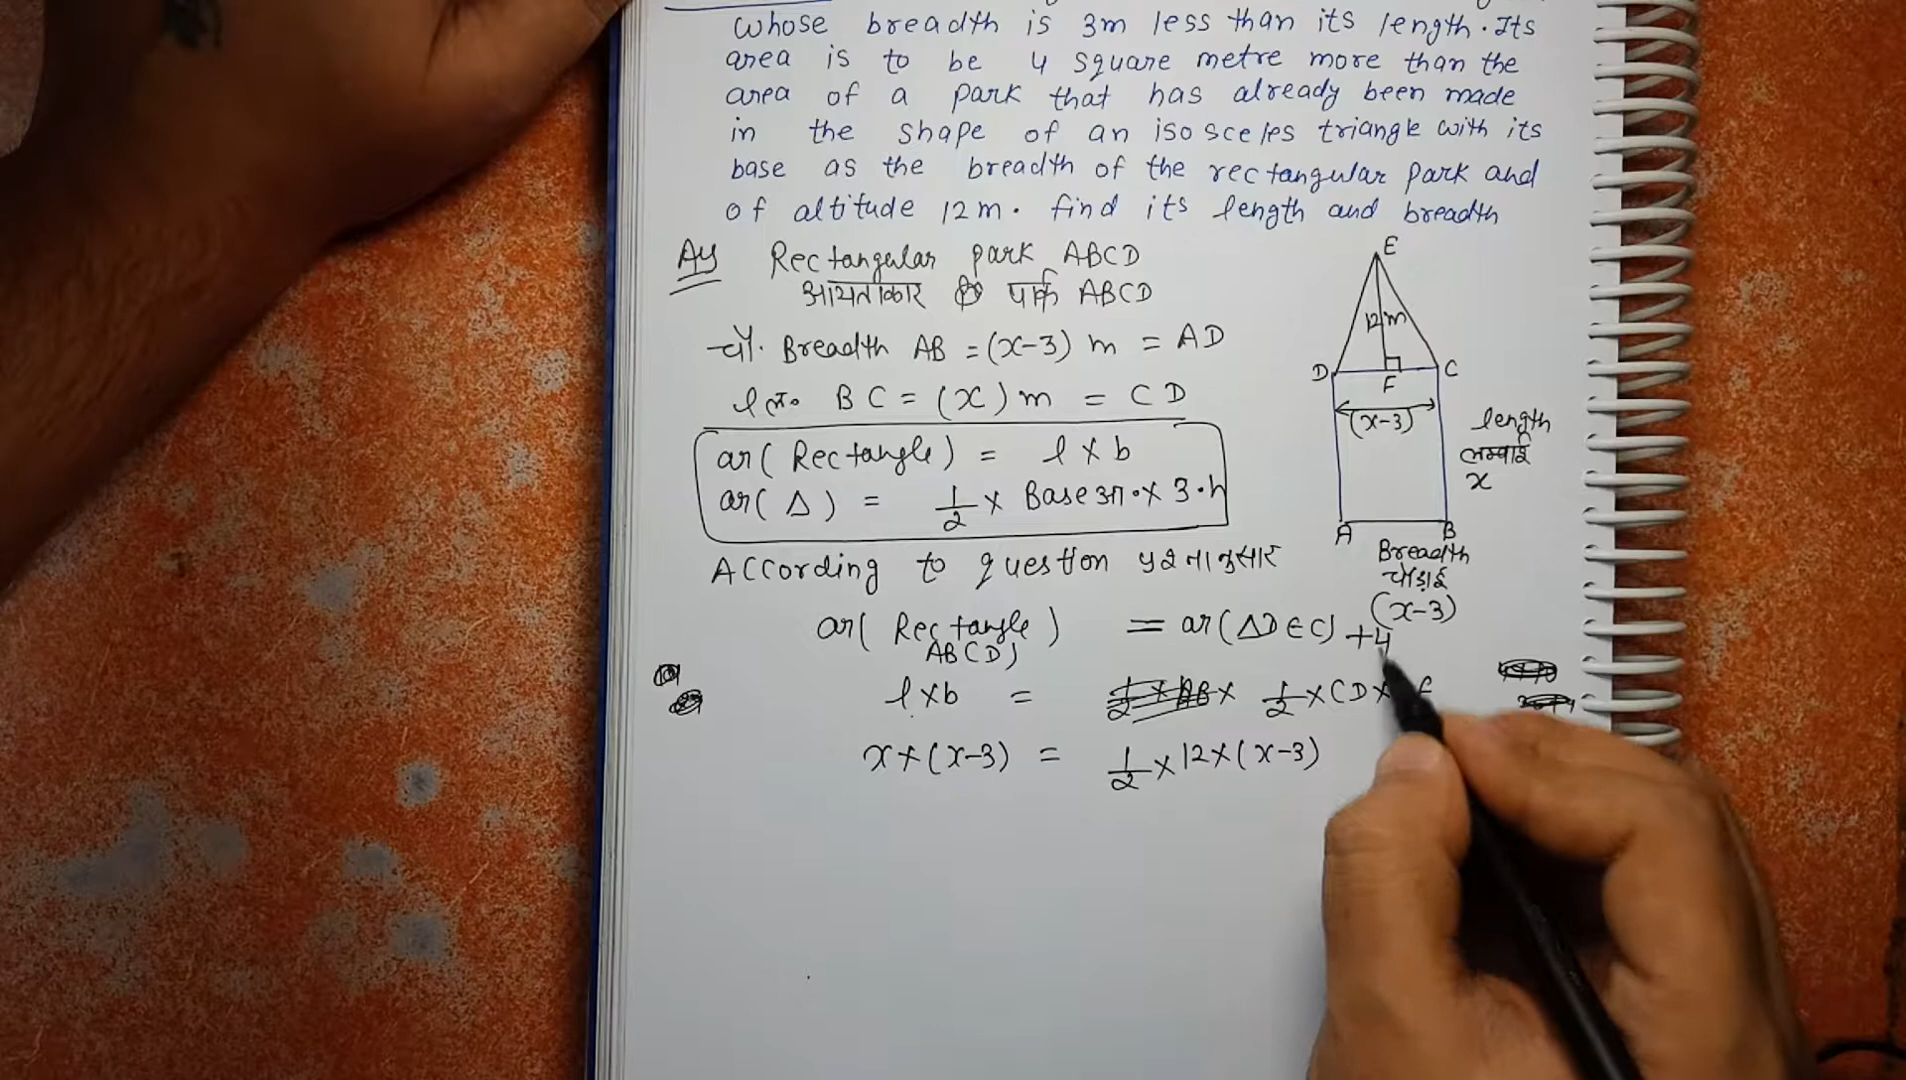 whose breadth is 3m less than its length. Its
area is to be 4 square metre more than the
area of a park that has already been made
in the shape of an isosceles triangle with its
base as the breadth of the rectangular park and
of altitude 12m. find its length and breadth
Rectangular park ABCD
आयताकार पार्क ABCD
चौ. Breadth AB = (x-3) m = AD
BC = (x) m = CD
ar( Rectangle ) = l × b
ar( Δ ) = 1/2 × Base आ. × 3.h
According to question प्रश्नानुसार
ar( Rectangle ) = ar(ΔDEC) +4
ABCD)
l×b = 1/2 × CD ×
x×(x-3) = 1/2 × 12×(x-3)
E
12m
D F C
(x-3)
length
लम्बाई
x
A B
Breadth
चौड़ाई
(x-3)